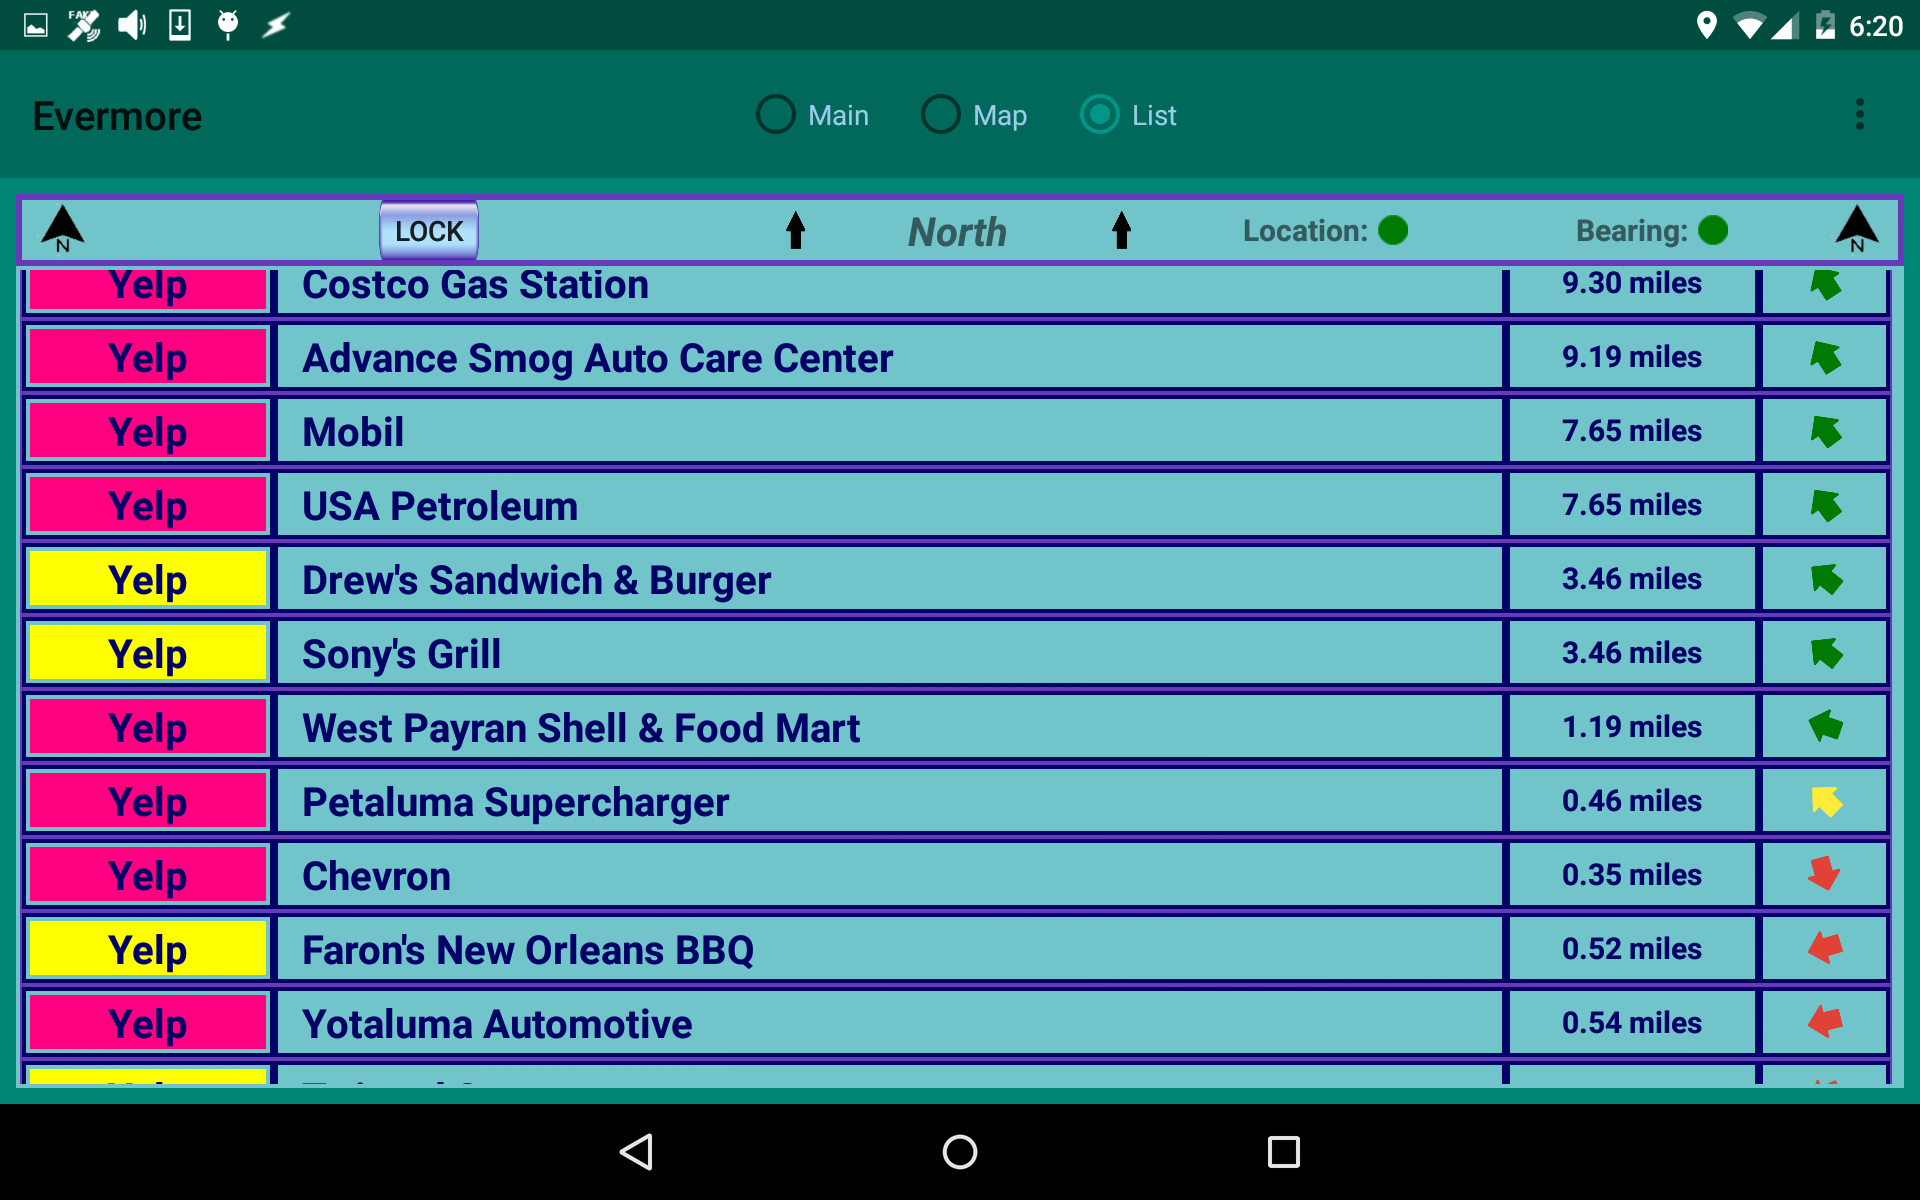 FAKE
6:20
Evermore
Main
Map
List
N
LOCK
North
Location:
Bearing:
N
Yelp Costco Gas Station 9.30 miles
Yelp Advance Smog Auto Care Center 9.19 miles
Yelp Mobil 7.65 miles
Yelp USA Petroleum 7.65 miles
Yelp Drew's Sandwich & Burger 3.46 miles
Yelp Sony's Grill 3.46 miles
Yelp West Payran Shell & Food Mart 1.19 miles
Yelp Petaluma Supercharger 0.46 miles
Yelp Chevron 0.35 miles
Yelp Faron's New Orleans BBQ 0.52 miles
Yelp Yotaluma Automotive 0.54 miles